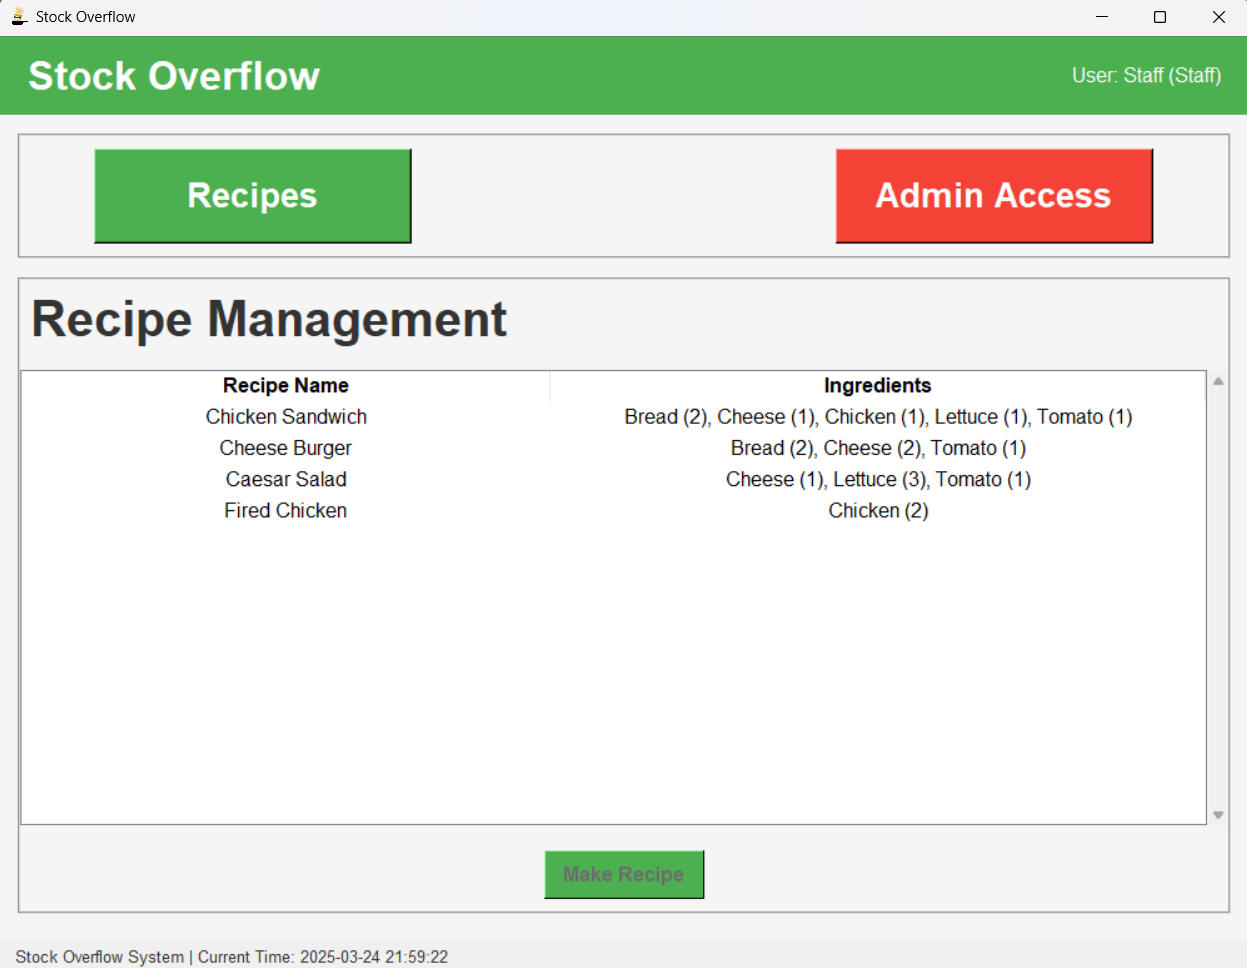 Stock Overflow
Stock Overflow
User: Staff (Staff)
Recipes
Admin Access
Recipe Management
Recipe Name Ingredients
Chicken Sandwich Bread (2), Cheese (1), Chicken (1), Lettuce (1), Tomato (1)
Cheese Burger Bread (2), Cheese (2), Tomato (1)
Caesar Salad Cheese (1), Lettuce (3), Tomato (1)
Fired Chicken Chicken (2)
Make Recipe
Stock Overflow System | Current Time: 2025-03-24 21:59:22